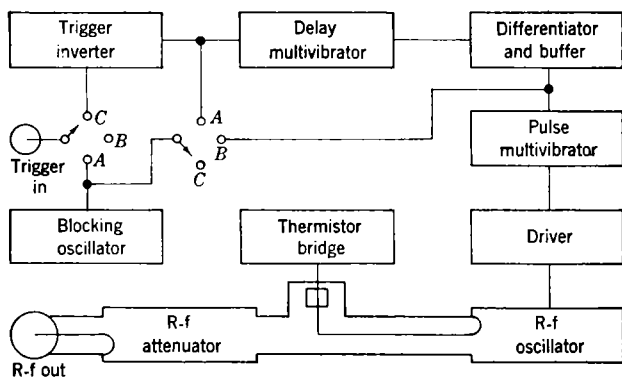 Trigger
inverter
Delay
multivibrator
Differentiator
and buffer
C
B
A
Trigger
in
A
B
C
Pulse
multivibrator
Blocking
oscillator
Thermistor
bridge
Driver
R-f
attenuator
R-f
oscillator
R-f out